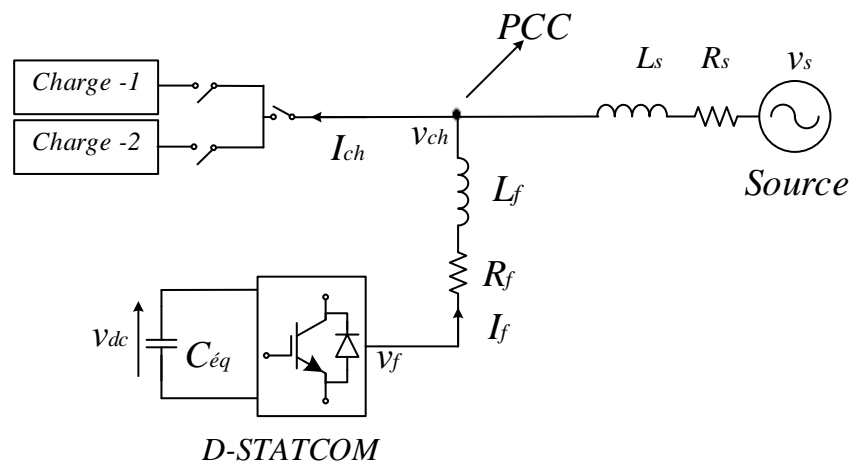 PCC
Ls
Rs
vs
Charge -1
Charge -2
Ich
vch
Source
Lf
Rf
If
vdc
Céq
vf
D-STATCOM